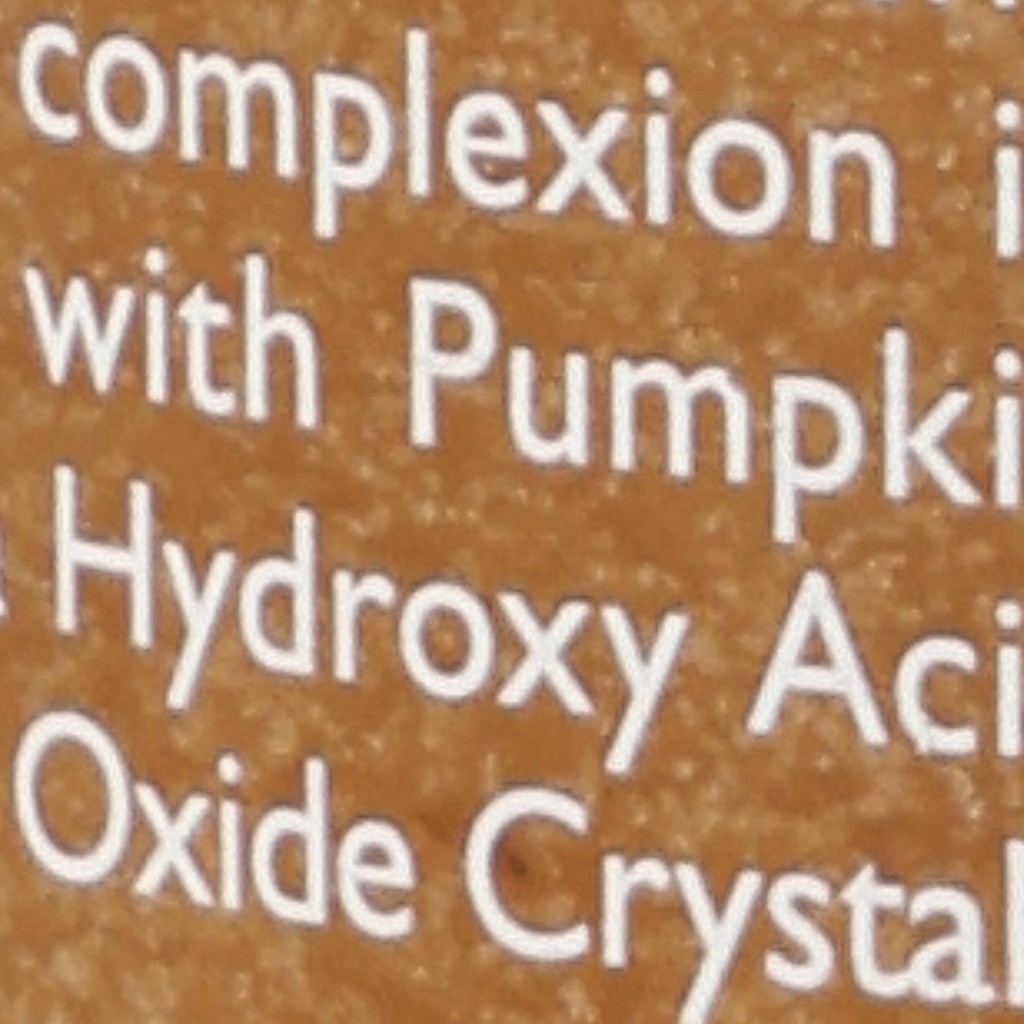 complexion i
with Pumpki
Hydroxy Aci
Oxide Crystal